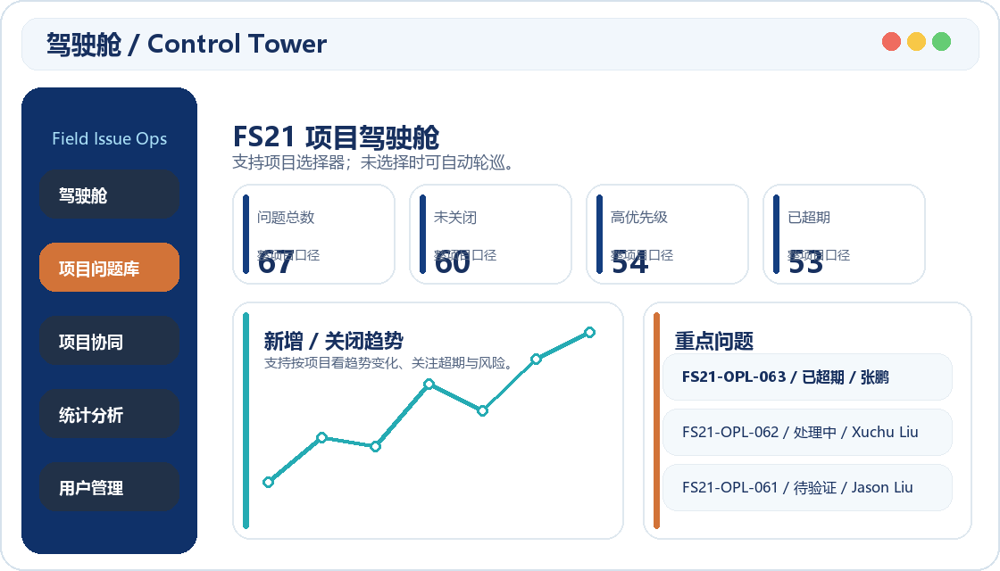 驾驶舱 / Control Tower
Field Issue Ops
驾驶舱
项目问题库
项目协同
统计分析
用户管理
FS21 项目驾驶舱
支持项目选择器；未选择时可自动轮巡。
问题总数
整项目口径
67
未关闭
整项目口径
60
高优先级
整项目口径
54
已超期
整项目口径
53
新增 / 关闭趋势
支持按项目看趋势变化、关注超期与风险。
重点问题
FS21-OPL-063 / 已超期 / 张鹏
FS21-OPL-062 / 处理中 / Xuchu Liu
FS21-OPL-061 / 待验证 / Jason Liu